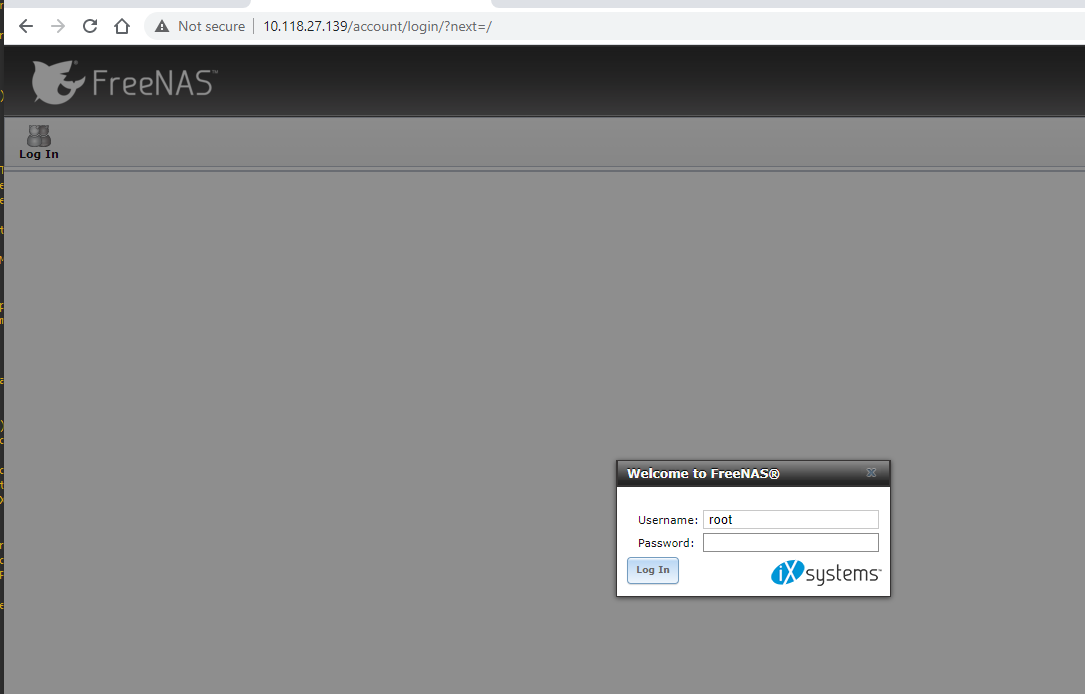 Not secure | 10.118.27.139/account/login/?next=/
FreeNAS™
Log In
Welcome to FreeNAS®
Username: root
Password:
Log In
iXsystems™